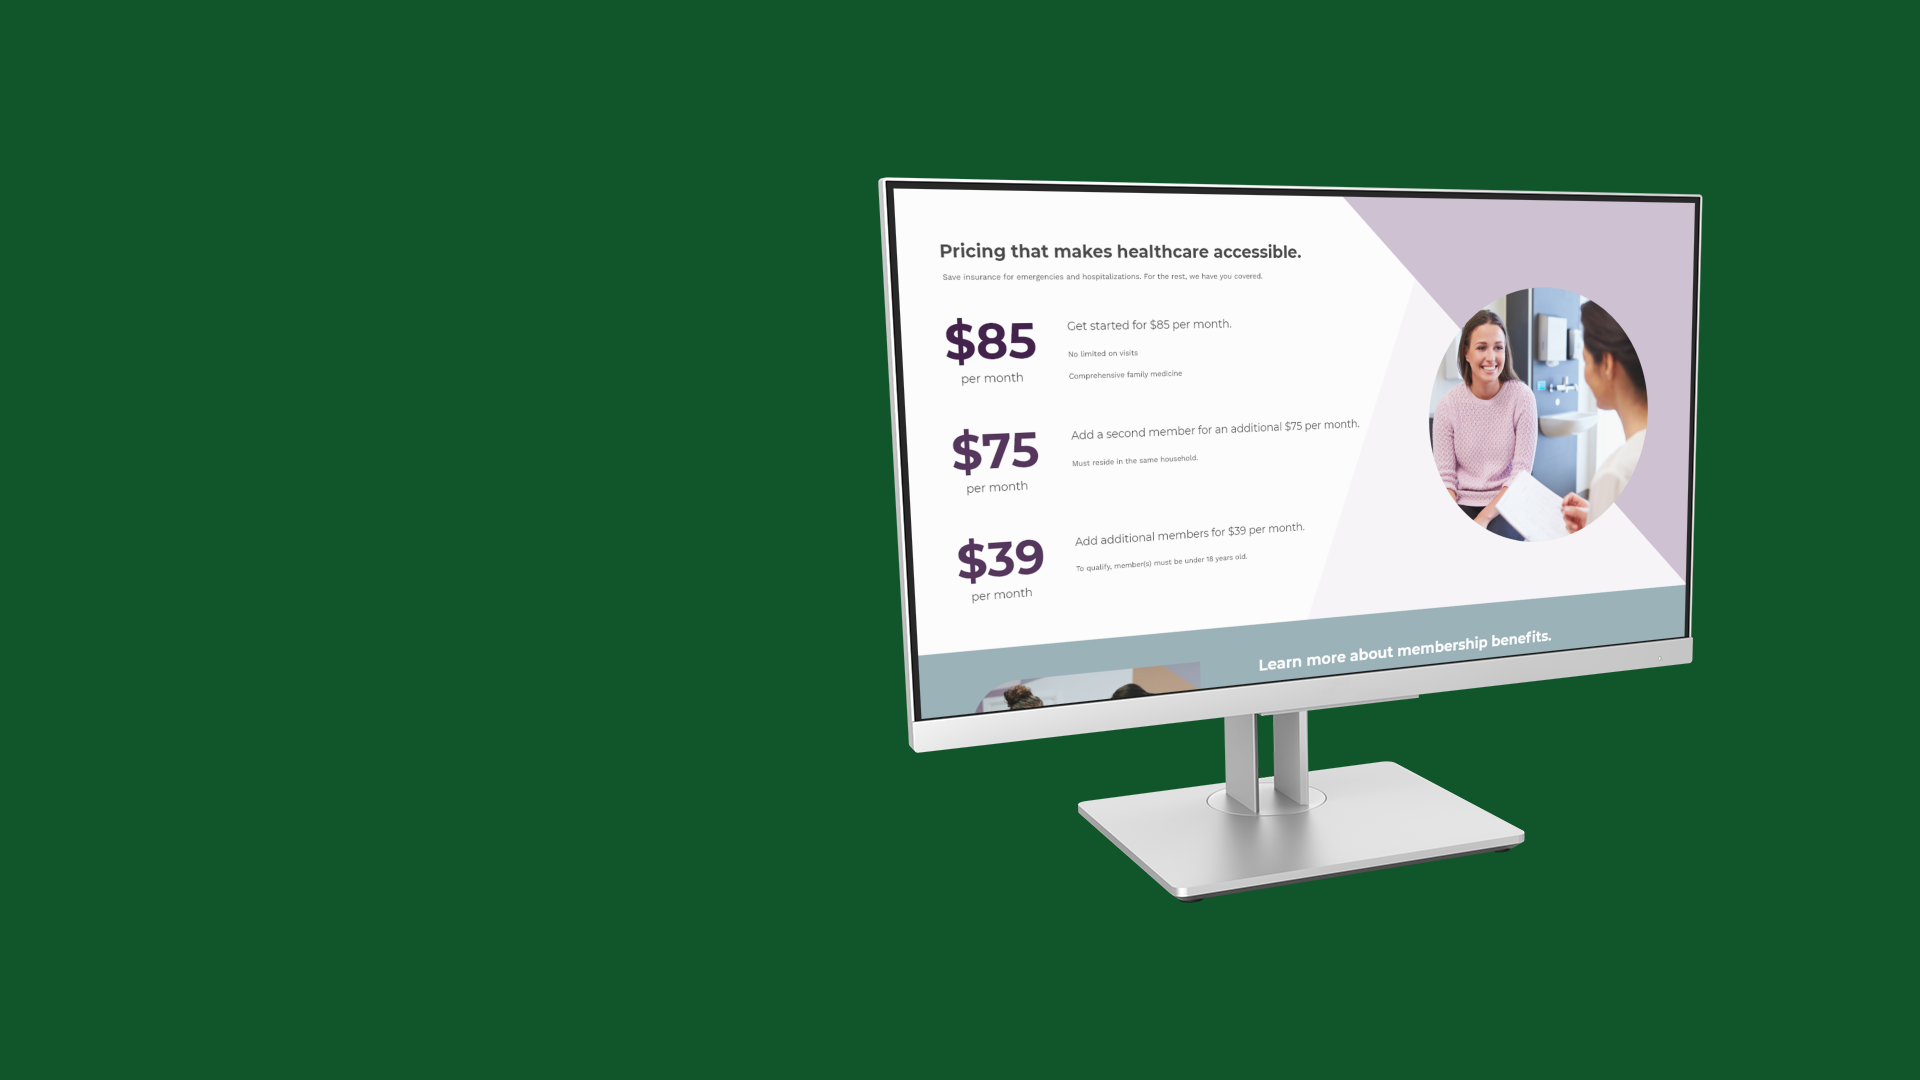 Pricing that makes healthcare accessible.
Save insurance for emergencies and hospitalizations. For the rest, we have you covered.
$85
per month
Get started for $85 per month.
No limited on visits
Comprehensive family medicine
$75
per month
Add a second member for an additional $75 per month.
Must reside in the same household.
$39
per month
Add additional members for $39 per month.
To qualify, member(s) must be under 18 years old.
Learn more about membership benefits.